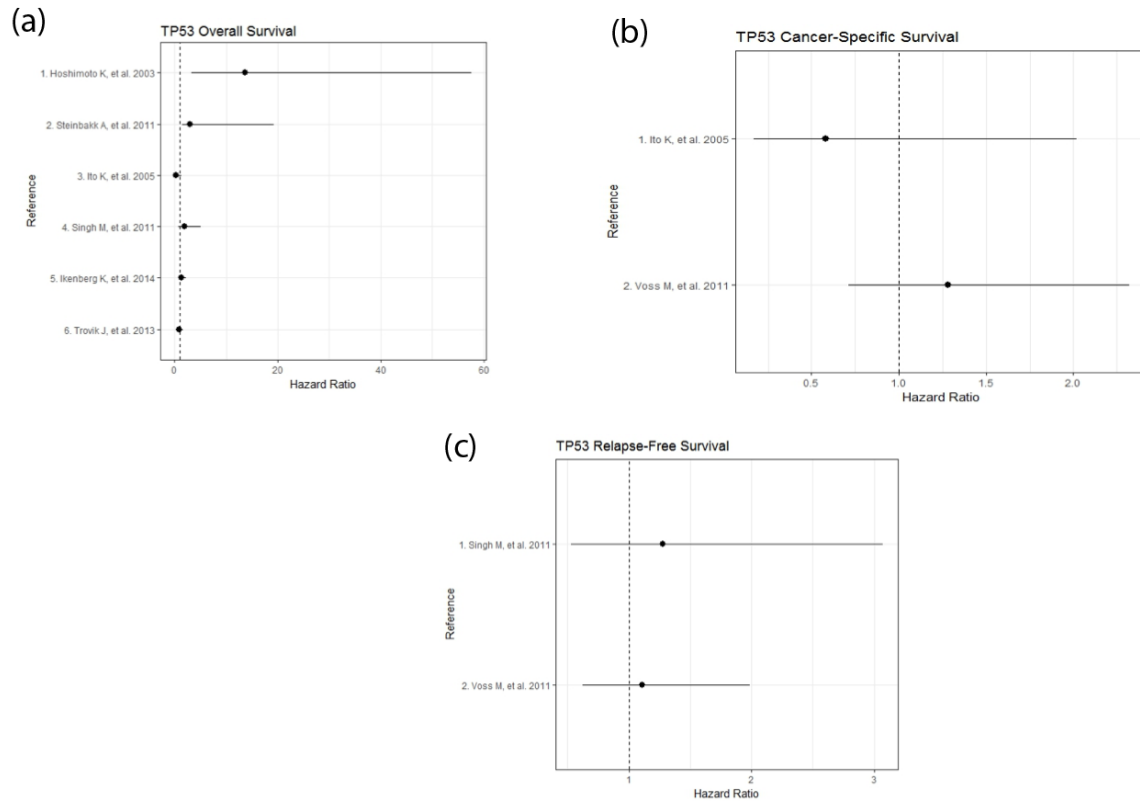 (a)
TP53 Overall Survival
1. Hoshimoto K, et al. 2003
2. Steinbakk A, et al. 2011
3. Ito K, et al. 2005
4. Singh M, et al. 2011
5. Ikenberg K, et al. 2014
6. Trovik J, et al. 2013
Reference
0 20 40 60
Hazard Ratio
(b)
TP53 Cancer-Specific Survival
1. Ito K, et al. 2005
2. Voss M, et al. 2011
Reference
0.5 1.0 1.5 2.0
Hazard Ratio
(c)
TP53 Relapse-Free Survival
1. Singh M, et al. 2011
2. Voss M, et al. 2011
Reference
1 2 3
Hazard Ratio